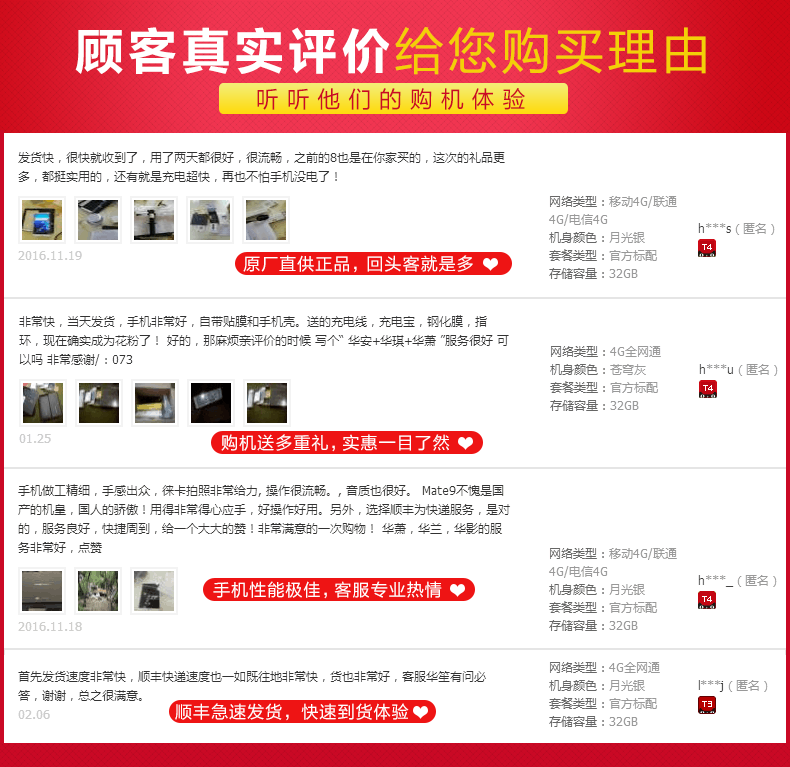 顾客真实评价给您购买理由
听听他们的购机体验
发货快，很快就收到了，用了两天都很好，很流畅，之前的8也是在你家买的，这次的礼品更
多，都挺实用的，还有就是充电超快，再也不怕手机没电了！
2016.11.19
原厂直供正品，回头客就是多
网络类型：移动4G/联通
4G/电信4G
机身颜色：月光银
套餐类型：官方标配
存储容量：32GB
h***s（匿名）
T4
非常快，当天发货，手机非常好，自带贴膜和手机壳。送的充电线，充电宝，钢化膜，指
环，现在确实成为花粉了！ 好的，那麻烦亲评价的时候 写个“ 华安+华琪+华萧 ”服务很好 可
以吗 非常感谢/：073
01.25
购机送多重礼，实惠一目了然
网络类型：4G全网通
机身颜色：苍穹灰
套餐类型：官方标配
存储容量：32GB
h***u（匿名）
T4
手机做工精细，手感出众，徕卡拍照非常给力, 操作很流畅。, 音质也很好。 Mate9不愧是国
产的机皇，国人的骄傲！用得非常得心应手，好操作好用。另外，选择顺丰为快递服务，是对
的，服务良好，快捷周到，给一个大大的赞！非常满意的一次购物！ 华萧，华兰，华影的服
务非常好，点赞
2016.11.18
手机性能极佳，客服专业热情
网络类型：移动4G/联通
4G/电信4G
机身颜色：月光银
套餐类型：官方标配
存储容量：32GB
h***_（匿名）
T4
首先发货速度非常快，顺丰快递速度也一如既往地非常快，货也非常好，客服华笙有问必
答，谢谢，总之很满意。
02.06
顺丰急速发货，快速到货体验
网络类型：4G全网通
机身颜色：月光银
套餐类型：官方标配
存储容量：32GB
l***j（匿名）
T3